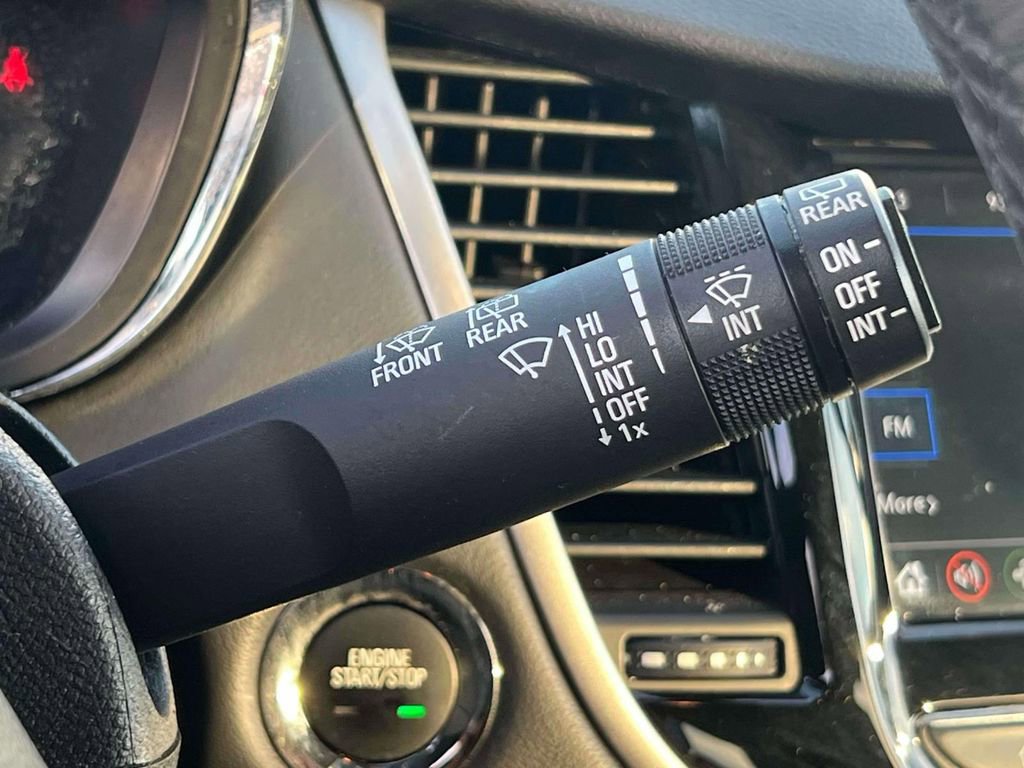 FRONT
REAR
HI
LO
INT
OFF
1x
INT
REAR
ON
OFF
INT
FM
More
ENGINE
START/STOP